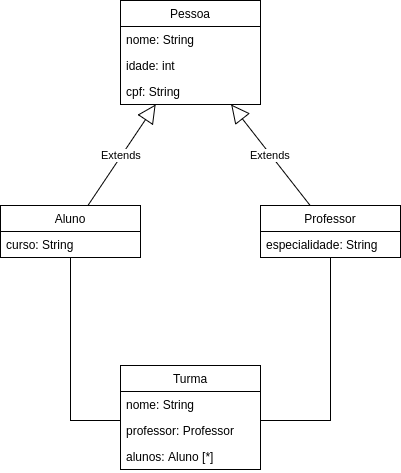 Pessoa
nome: String
idade: int
cpf: String
Extends
Extends
Aluno
curso: String
Professor
especialidade: String
Turma
nome: String
professor: Professor
alunos: Aluno [*]